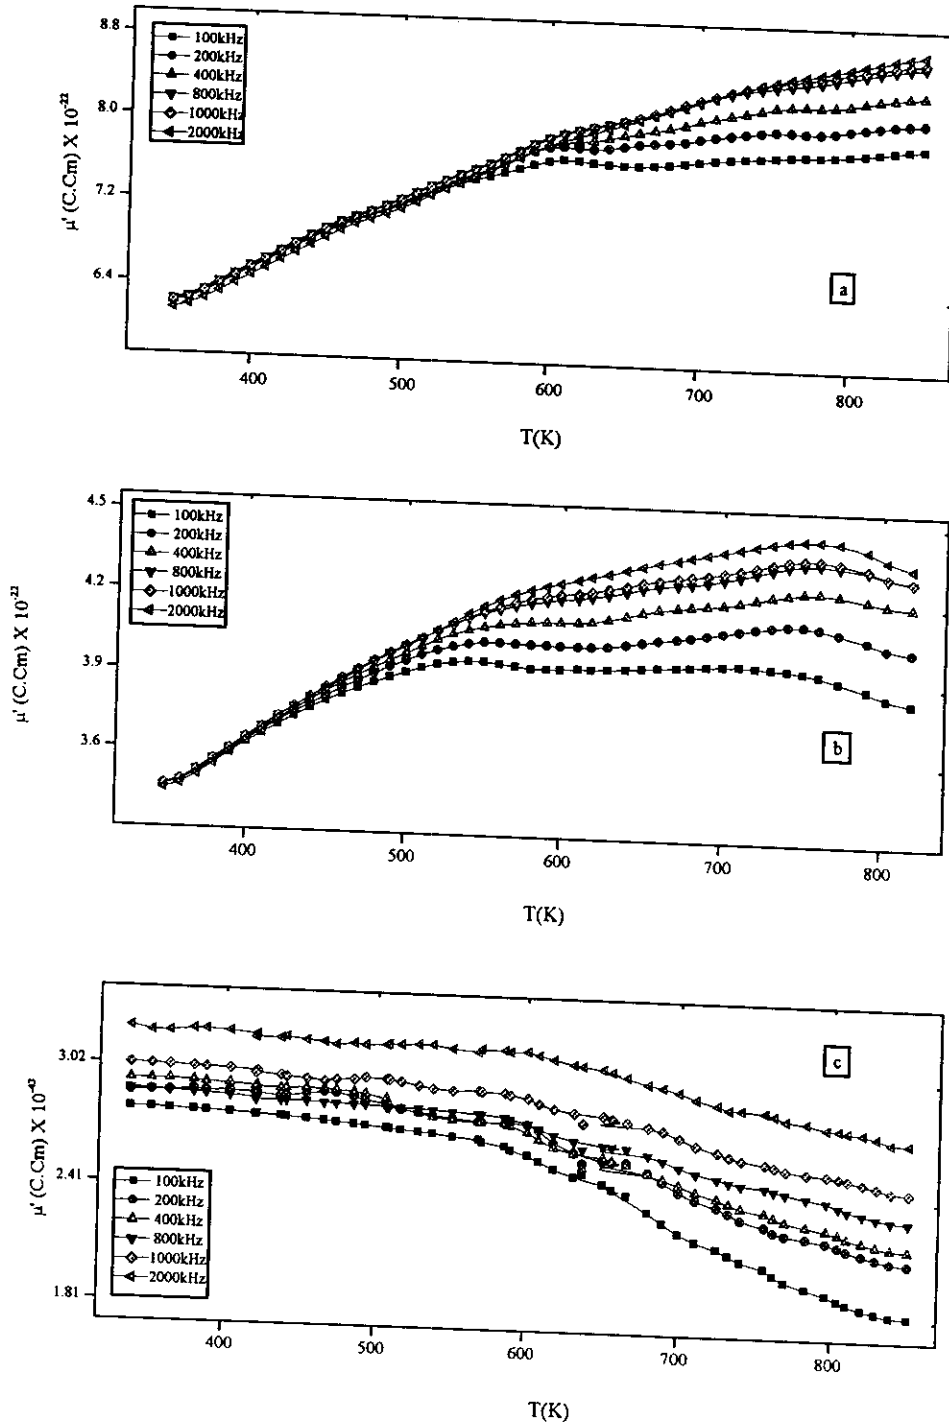 8.8
8.0
7.2
6.4
μ' (C.Cm) X 10⁻²²
100kHz
200kHz
400kHz
800kHz
1000kHz
2000kHz
a
400 500 600 700 800
T(K)
4.5
4.2
3.9
3.6
μ' (C.Cm) X 10⁻²²
100kHz
200kHz
400kHz
800kHz
1000kHz
2000kHz
b
400 500 600 700 800
T(K)
3.02
2.41
1.81
μ' (C.Cm) X 10⁻⁴³
c
100kHz
200kHz
400kHz
800kHz
1000kHz
2000kHz
400 500 600 700 800
T(K)